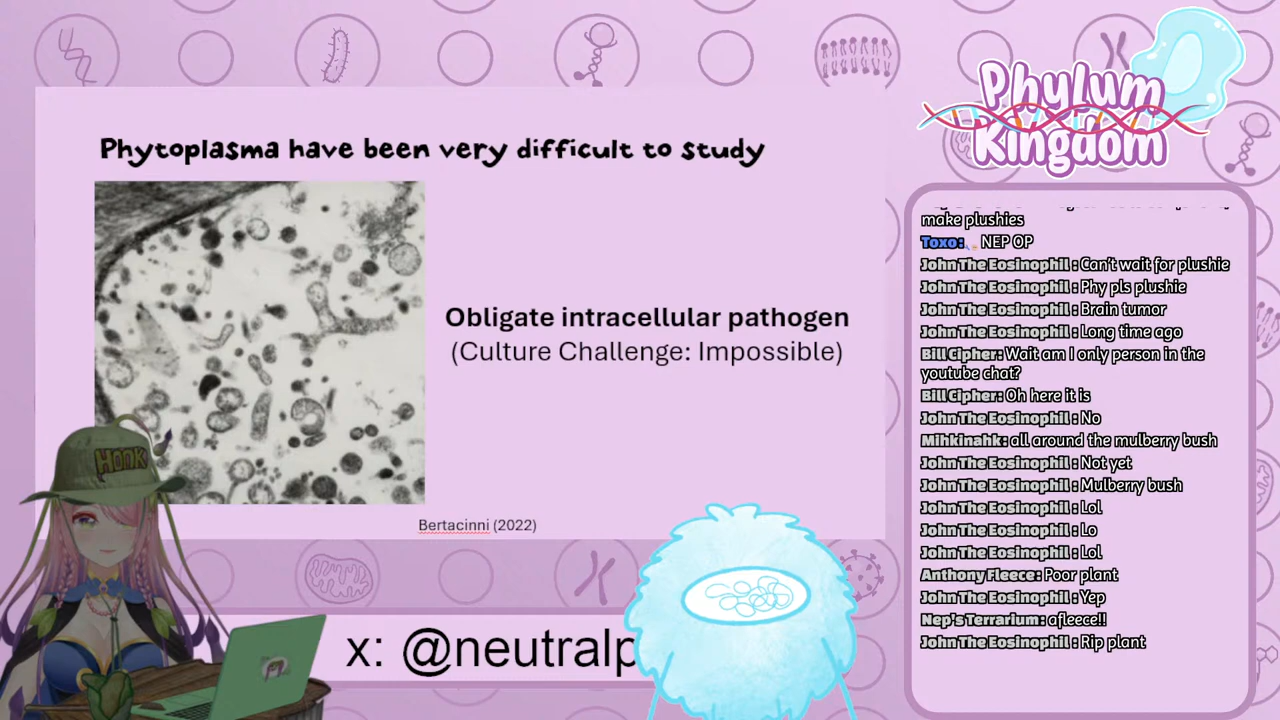 Phylum
Kingdom
Phytoplasma have been very difficult to study
Obligate intracellular pathogen
(Culture Challenge: Impossible)
Bertacinni (2022)
HOOK
x: @neutralp
make plushies
Toxo: NEP OP
JohnTheEosinophil : Can't wait for plushie
JohnTheEosinophil : Phy pls plushie
JohnTheEosinophil : Brain tumor
JohnTheEosinophil : Long time ago
Bill Cipher: Wait am I only person in the
youtube chat?
Bill Cipher: Oh here it is
JohnTheEosinophil : No
Mihkinahk: all around the mulberry bush
JohnTheEosinophil : Not yet
JohnTheEosinophil : Mulberry bush
JohnTheEosinophil : Lol
JohnTheEosinophil : Lo
JohnTheEosinophil : Lol
Anthony Fleece: Poor plant
JohnTheEosinophil : Yep
Nep's Terrarium: afleece!!
JohnTheEosinophil : Rip plant